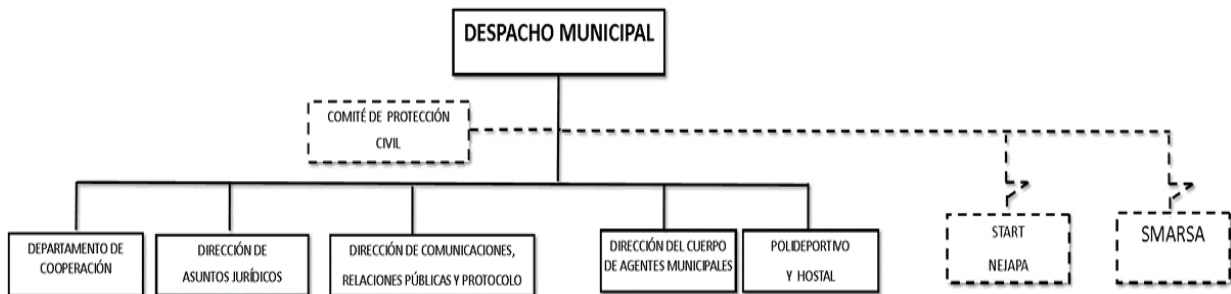 DESPACHO MUNICIPAL
COMITÉ DE PROTECCIÓN
CIVIL
DEPARTAMENTO DE
COOPERACIÓN
DIRECCIÓN DE
ASUNTOS JURÍDICOS
DIRECCIÓN DE COMUNICACIONES,
RELACIONES PÚBLICAS Y PROTOCOLO
DIRECCIÓN DEL CUERPO
DE AGENTES MUNICIPALES
POLIDEPORTIVO
Y HOSTAL
START
NEJAPA
SMARSA